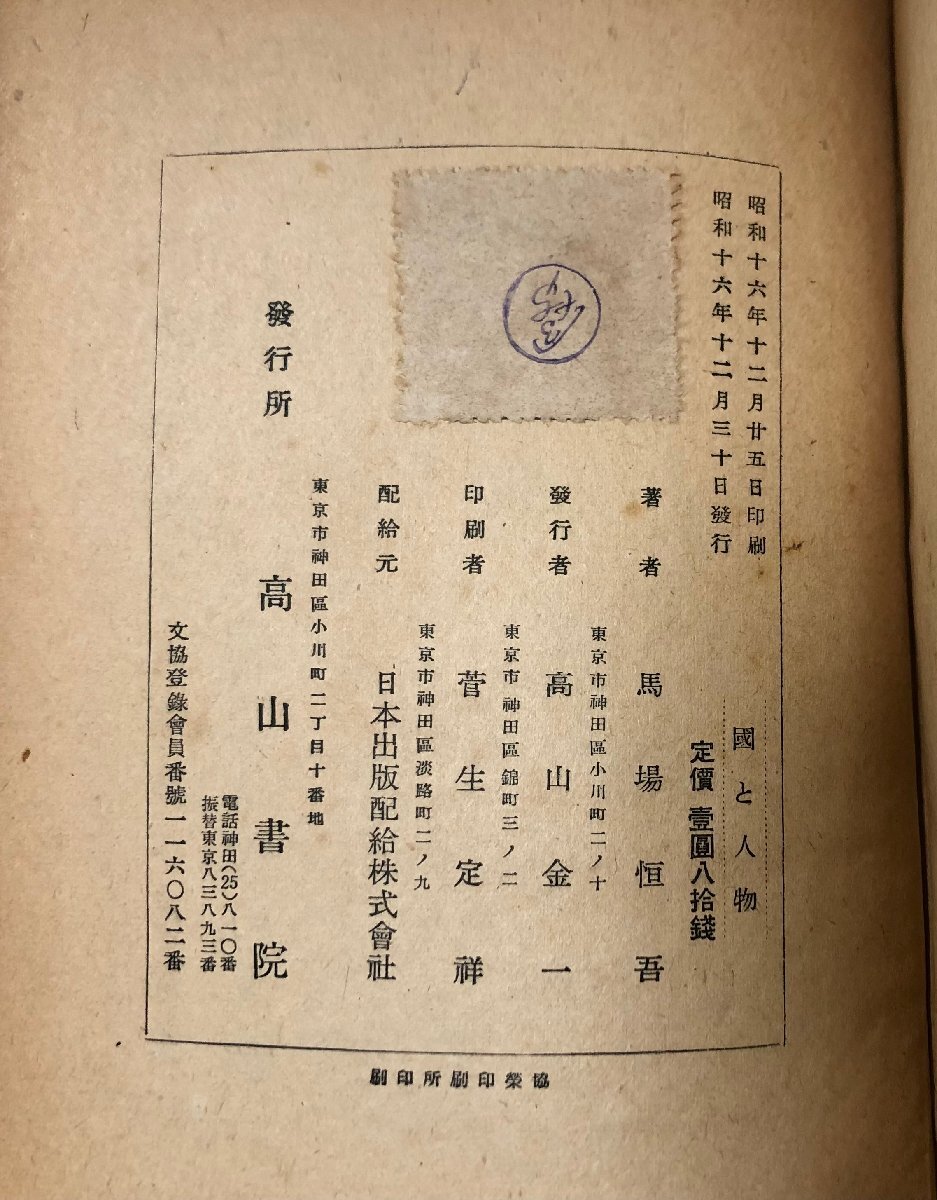 昭和十六年十二月廿五日印刷
昭和十六年十二月三十日發行
國と人物
定價 壹圓八拾錢
著者 馬場恒吾
東京市神田區小川町二ノ十
發行者 高山金一
東京市神田區錦町三ノ二
印刷者 菅生定祥
東京市神田區淡路町二ノ九
配給元 日本出版配給株式會社
東京市神田區小川町二丁目十番地
發行所 高山書院
電話神田(25)八一〇番
振替東京八三八九三番
文協登錄會員番號一一六〇八二番
協榮印刷所印刷